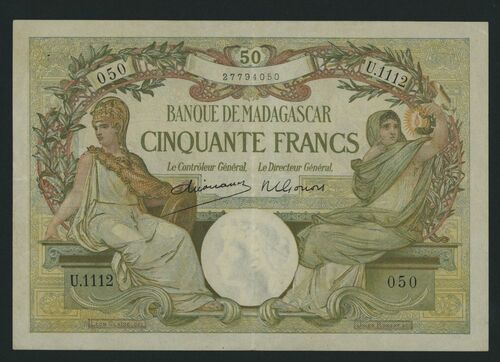 50
050
27794050
U.1112
BANQUE DE MADAGASCAR
CINQUANTE FRANCS
Le Contrôleur Général,
Le Directeur Général,
U.1112
050